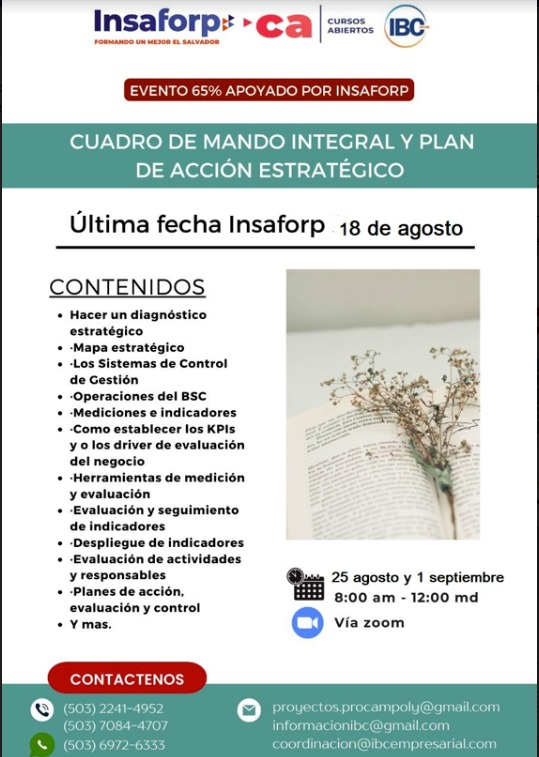 Insaforp
FORMANDO UN MEJOR EL SALVADOR
ca
CURSOS
ABIERTOS
IBC
EVENTO 65% APOYADO POR INSAFORP
CUADRO DE MANDO INTEGRAL Y PLAN
DE ACCIÓN ESTRATÉGICO
Última fecha Insaforp 18 de agosto
CONTENIDOS
• Hacer un diagnóstico
estratégico
• ·Mapa estratégico
• ·Los Sistemas de Control
de Gestión
• ·Operaciones del BSC
• ·Mediciones e indicadores
• ·Como establecer los KPIs
y o los driver de evaluación
del negocio
• ·Herramientas de medición
y evaluación
• ·Evaluación y seguimiento
de indicadores
• ·Despliegue de indicadores
• ·Evaluación de actividades
y responsables
• ·Planes de acción,
evaluación y control
• Y mas.
25 agosto y 1 septiembre
8:00 am - 12:00 md
Vía zoom
CONTACTENOS
(503) 2241-4952
(503) 7084-4707
(503) 6972-6333
proyectos.procampoly@gmail.com
informacionibc@gmail.com
coordinacion@ibcempresarial.com